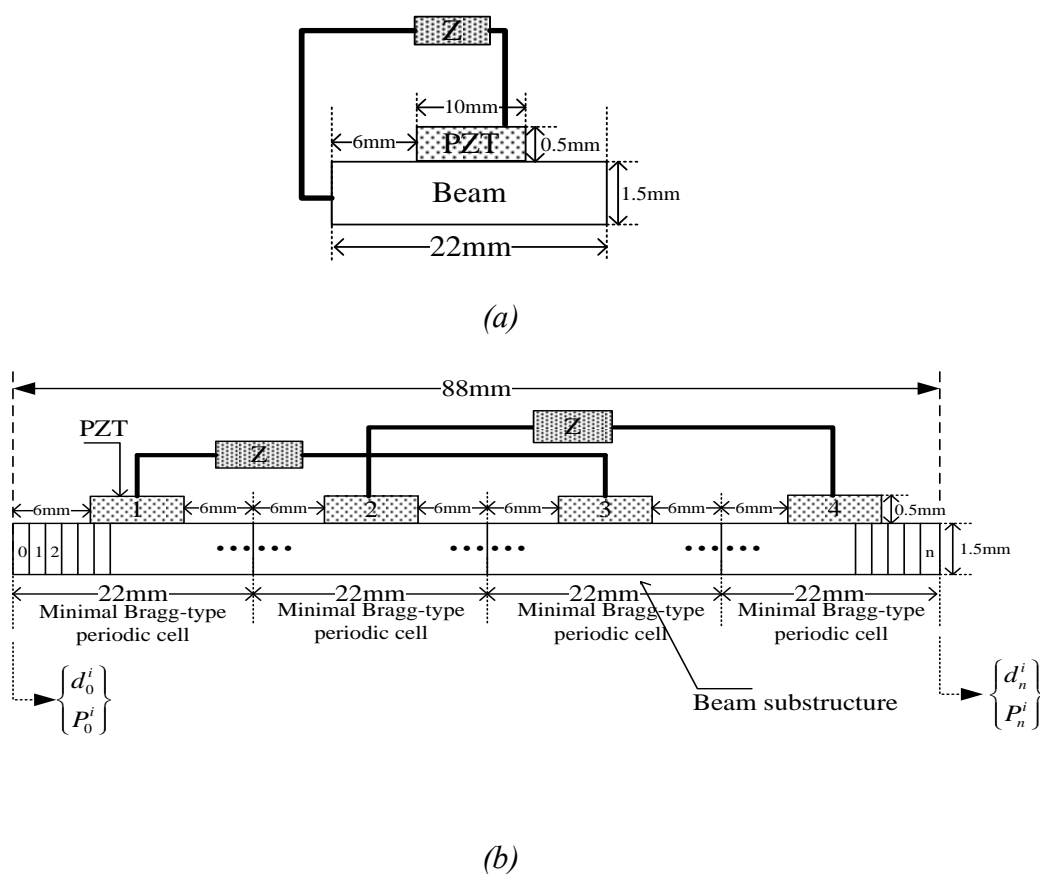 Z
10mm
6mm
PZT
0.5mm
Beam
1.5mm
22mm
(a)
88mm
PZT
Z
Z
6mm
1
6mm
6mm
2
6mm
6mm
3
6mm
6mm
4
0.5mm
0 1 2
n
1.5mm
22mm
22mm
22mm
22mm
Minimal Bragg-type
periodic cell
Minimal Bragg-type
periodic cell
Minimal Bragg-type
periodic cell
Minimal Bragg-type
periodic cell
{d_0^i
P_0^i}
Beam substructure
{d_n^i
P_n^i}
(b)